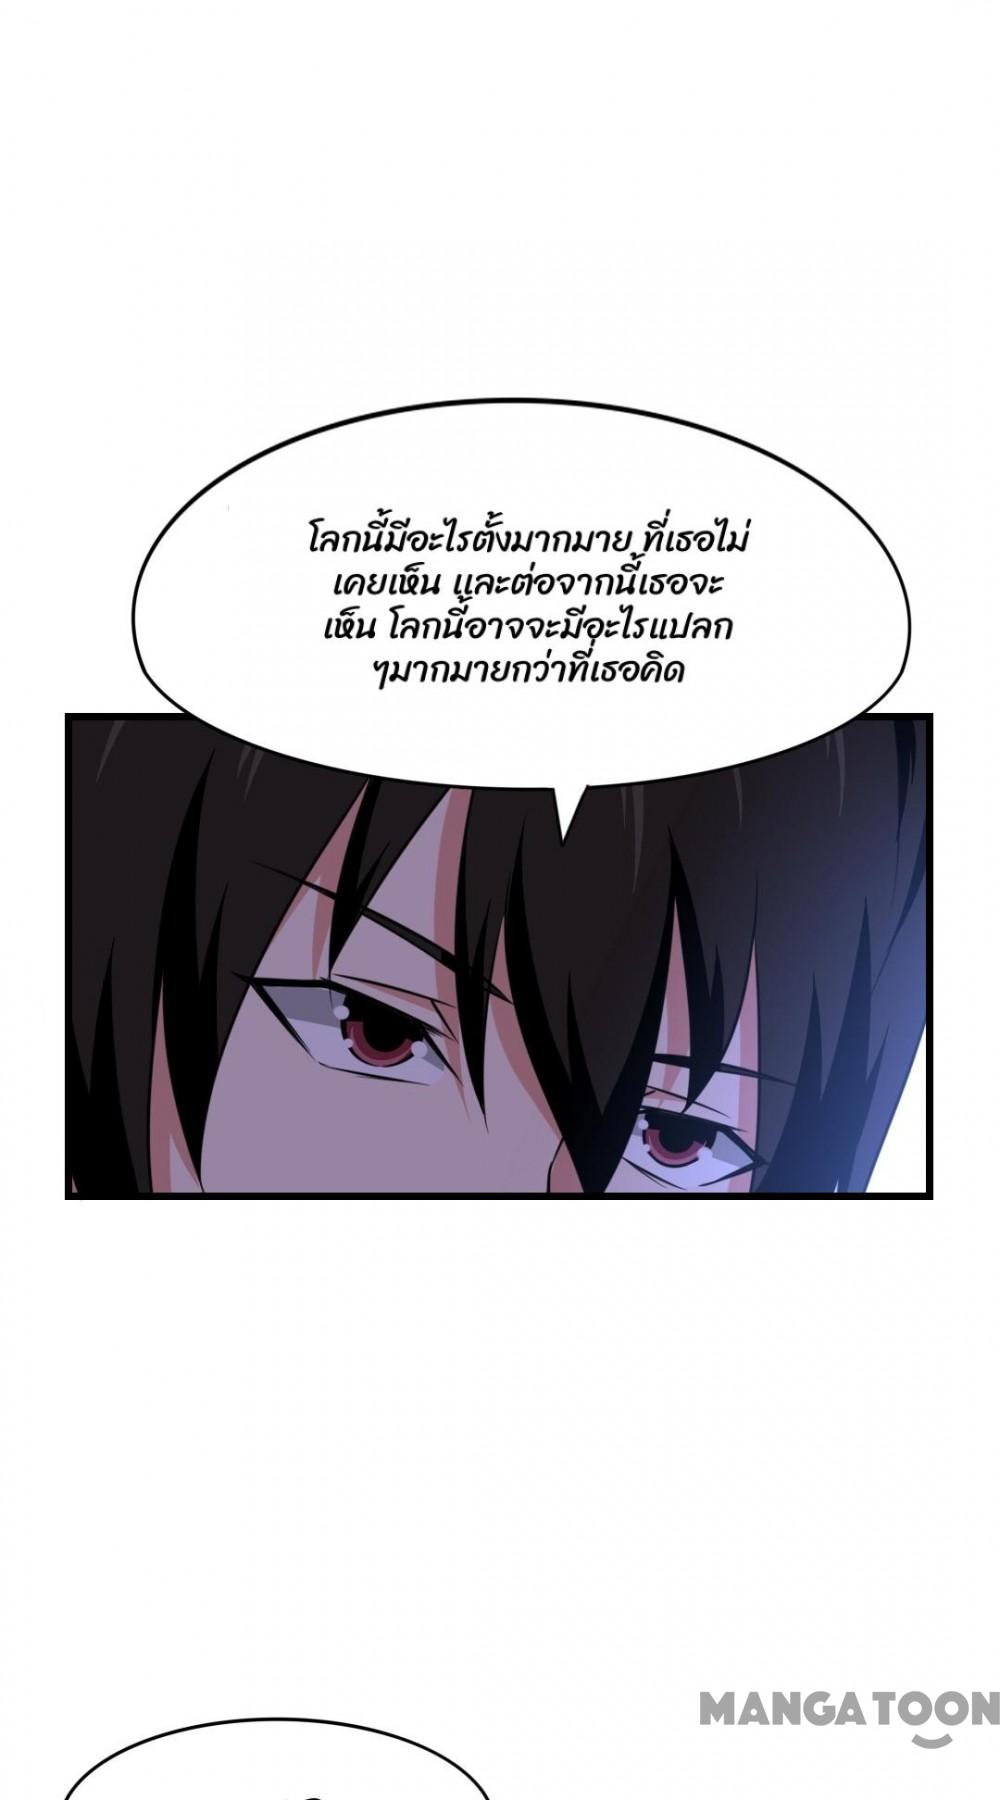 โลกนี้มีอะไรตั้งมากมาย ที่เธอไม่
เคยเห็น และต่อจากนี้เธอจะ
เห็น โลกนี้อาจจะมีอะไรแปลก
ๆมากมายกว่าที่เธอคิด
MANGATOON